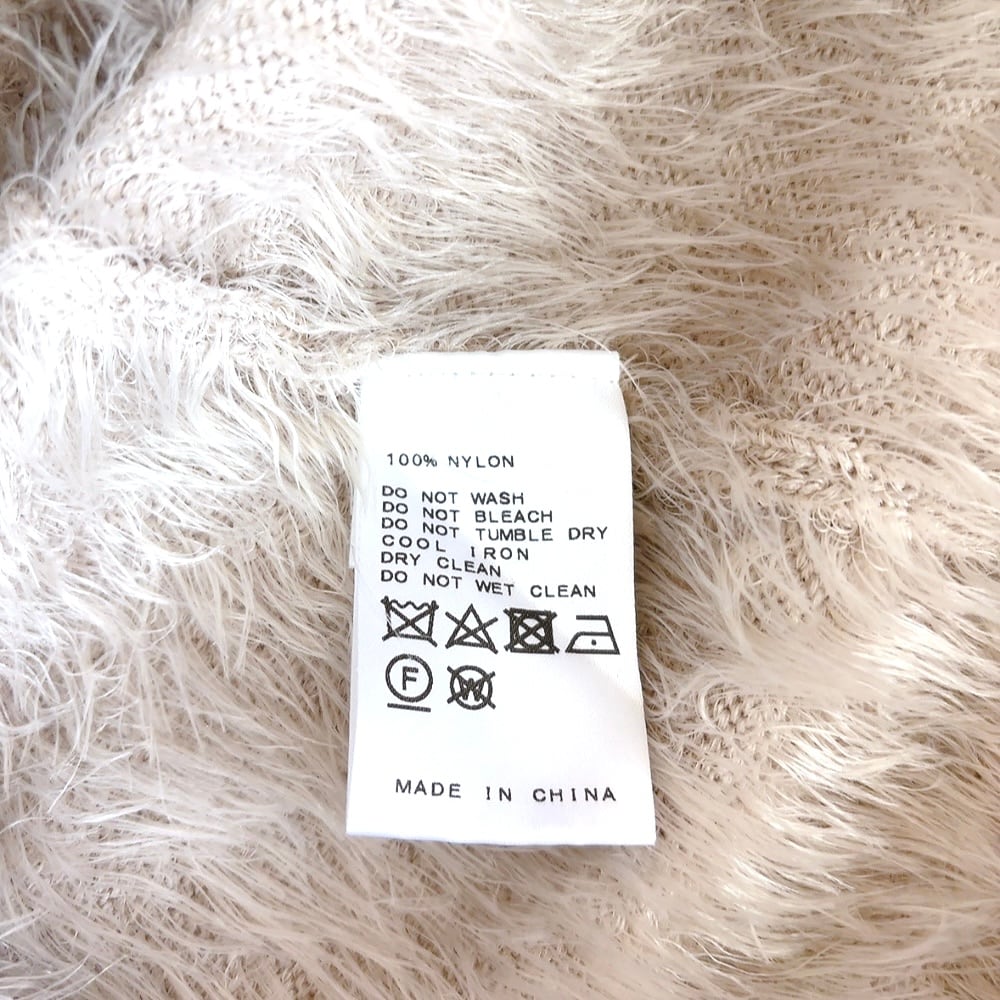 100% NYLON
DO NOT WASH
DO NOT BLEACH
DO NOT TUMBLE DRY
COOL IRON
DRY CLEAN
DO NOT WET CLEAN
F W
MADE IN CHINA